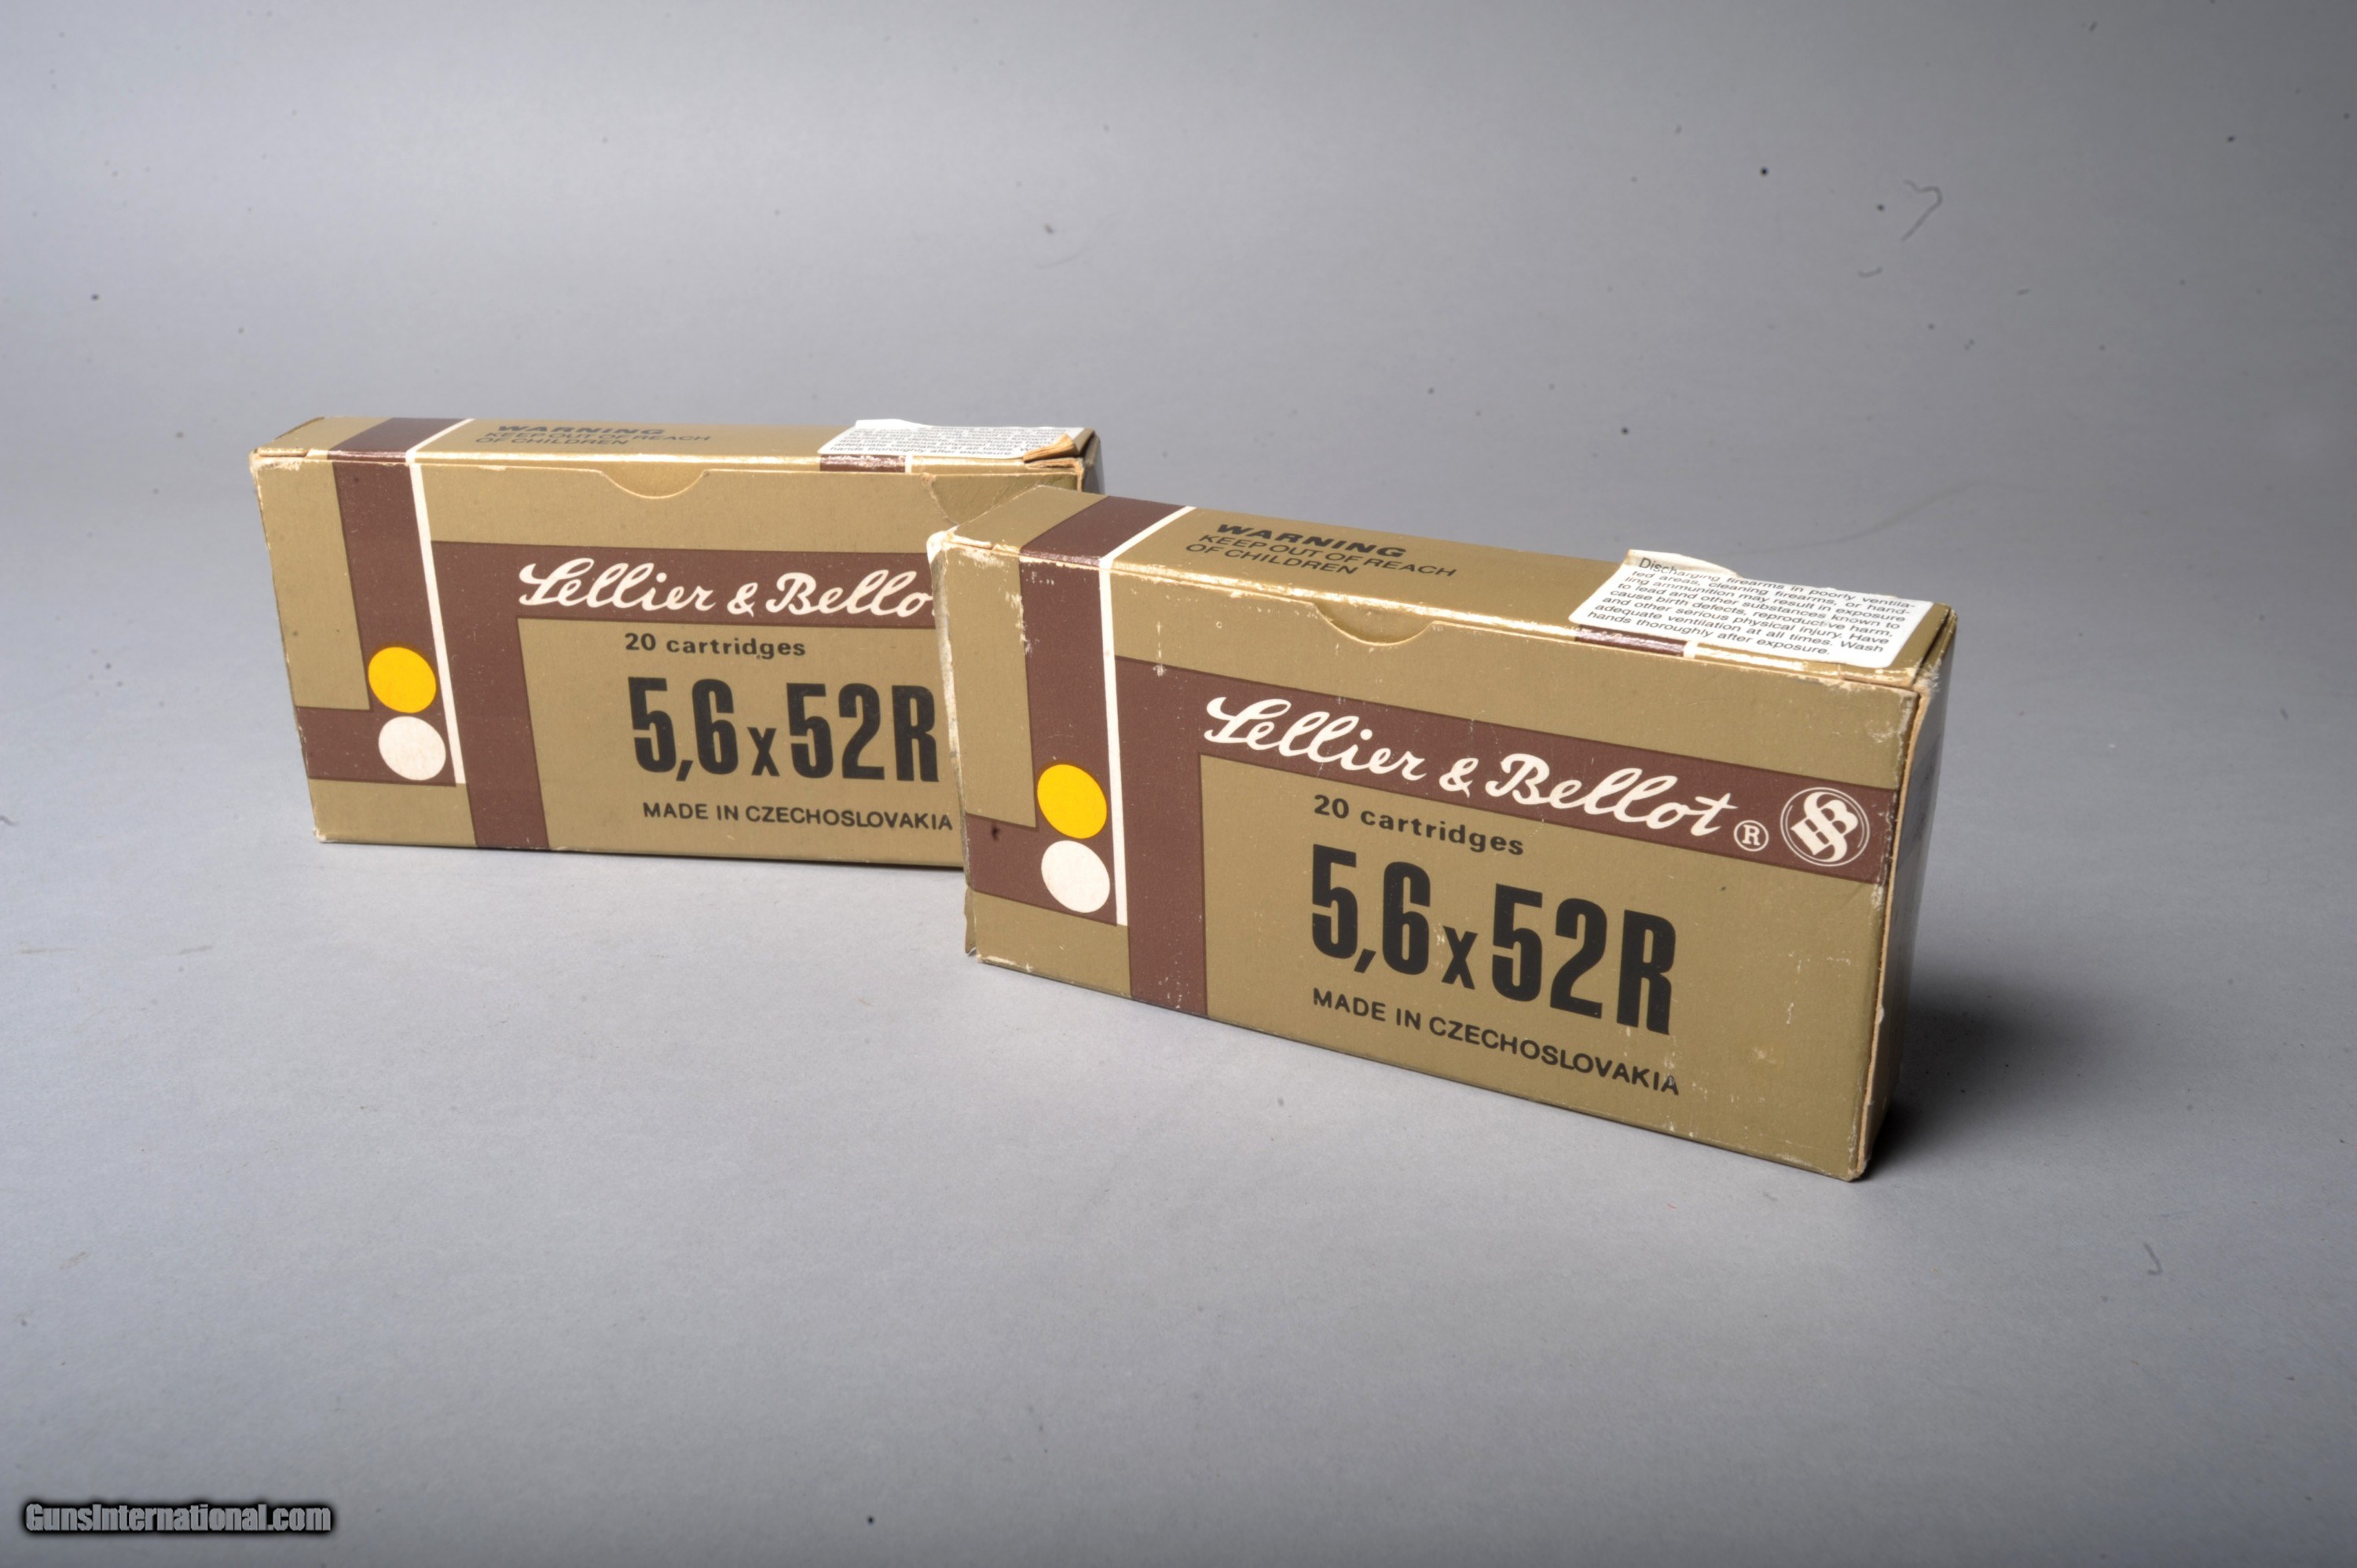 WARNING
KEEP OUT OF REACH
OF CHILDREN
Sellier & Bello
20 cartridges
5,6x52R
MADE IN CZECHOSLOVAKIA
WARNING
KEEP OUT OF REACH
OF CHILDREN
Discharging firearms in poorly ventila-
ted areas, cleaning firearms, or hand-
ling ammunition may result in exposure
to lead and other substances known to
cause birth defects, reproductive harm,
and other serious physical injury. Have
adequate ventilation at all times. Wash
hands thoroughly after exposure.
Sellier & Bellot ® SB
20 cartridges
5,6x52R
MADE IN CZECHOSLOVAKIA
GunsInternational.com